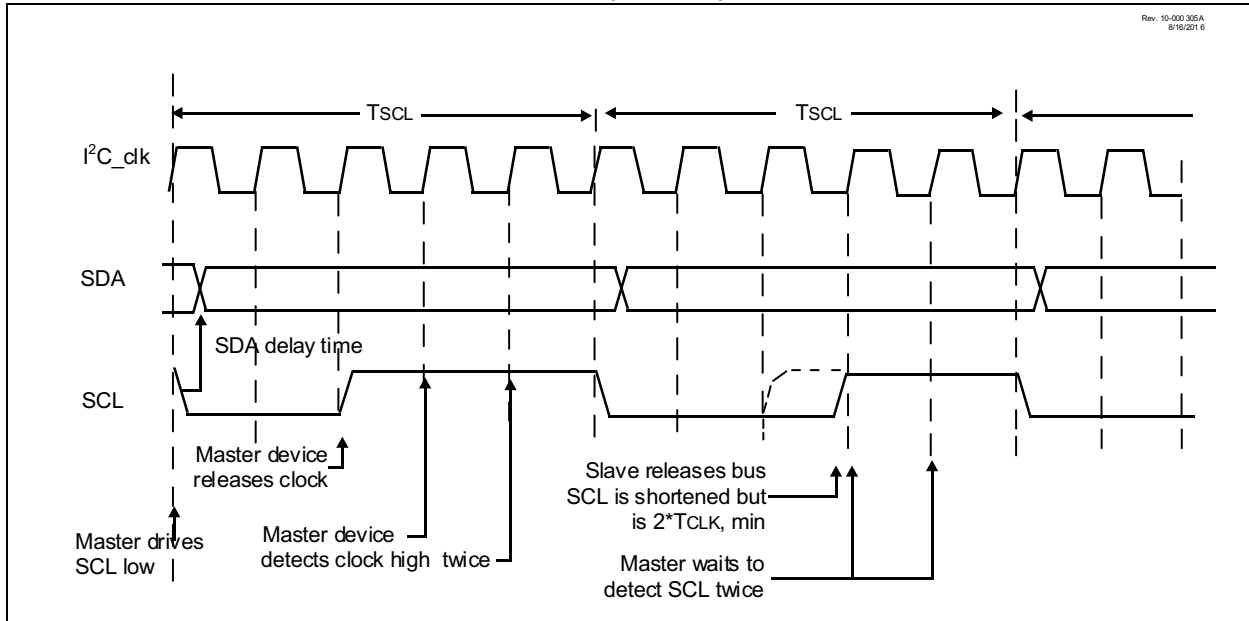 Rev. 10-000 305A
8/16/201 6
TSCL
TSCL
I²C_clk
SDA
SDA delay time
SCL
Master device
releases clock
Master drives
SCL low
Master device
detects clock high twice
Slave releases bus
SCL is shortened but
is 2*TCLK, min
Master waits to
detect SCL twice